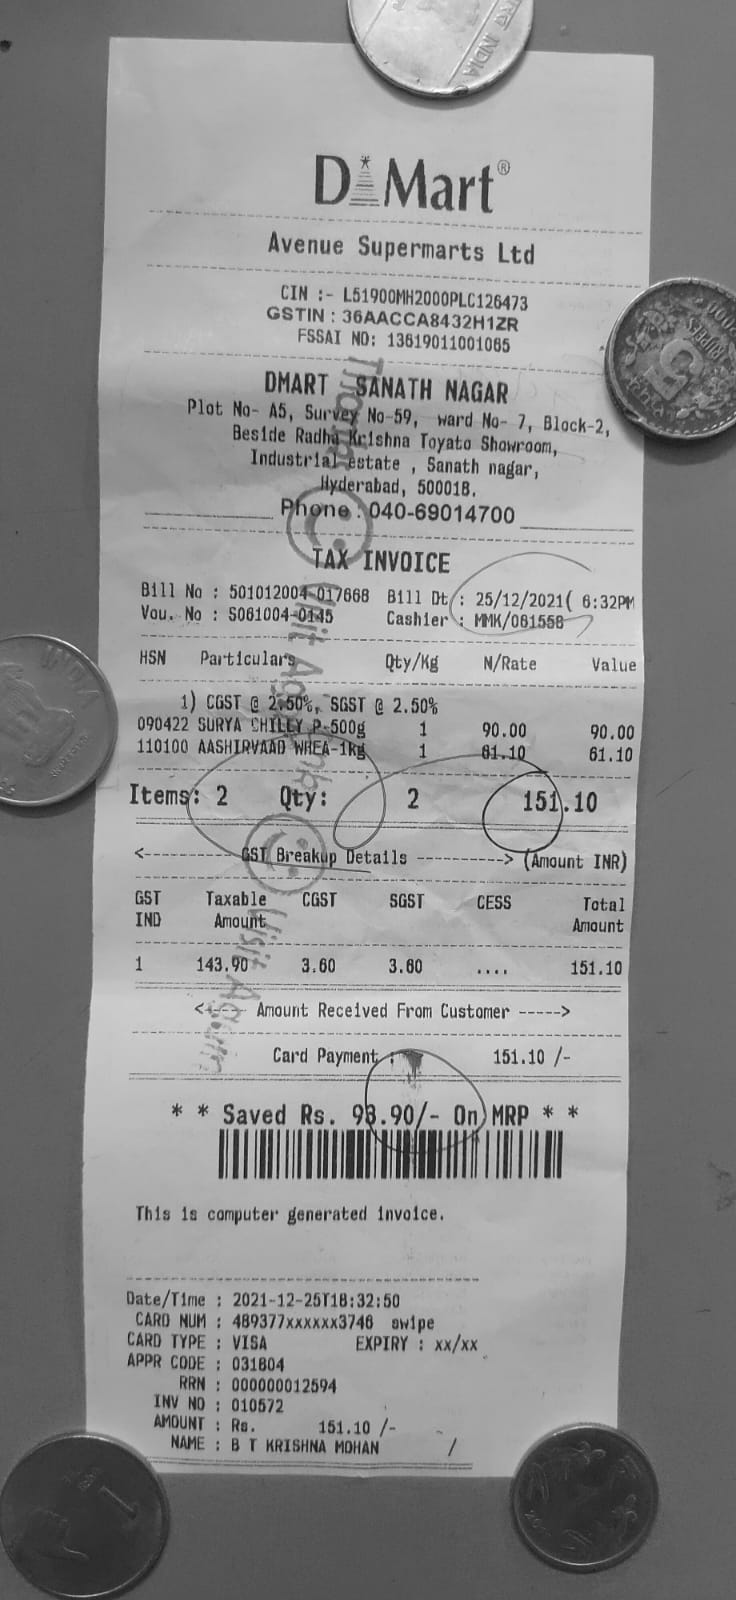 INDIA
D Mart®
Avenue Supermarts Ltd
CIN :- L51900MH2000PLC126473
GSTIN : 36AACCA8432H1ZR
FSSAI NO: 13619011001065
DMART SANATH NAGAR
Plot No- A5, Survey No-59, ward No- 7, Block-2,
Beside Radha Krishna Toyato Showroom,
Industrial estate , Sanath nagar,
Hyderabad, 500018.
Phone : 040-69014700
TAX INVOICE
Bill No : 501012004-017668 Bill Dt : 25/12/2021( 6:32PM
Vou. No : S061004-0145 Cashier : MMK/081558
HSN Particulars Qty/Kg N/Rate Value
1) CGST @ 2.50%, SGST @ 2.50%
090422 SURYA CHILLY P-500g 1 90.00 90.00
110100 AASHIRVAAD WHEA-1kg 1 61.10 61.10
Items: 2 Qty: 2 151.10
<---------- GST Breakup Details ----------> (Amount INR)
GST Taxable CGST SGST CESS Total
IND Amount Amount
1 143.90 3.60 3.60 .... 151.10
<---- Amount Received From Customer ----->
Card Payment : 151.10 /-
* * Saved Rs. 93.90/- On MRP * *
This is computer generated invoice.
Date/Time : 2021-12-25T18:32:50
CARD NUM : 489377xxxxxx3746 swipe
CARD TYPE : VISA EXPIRY : xx/xx
APPR CODE : 031804
RRN : 000000012594
INV NO : 010572
AMOUNT : Rs. 151.10 /-
NAME : B T KRISHNA MOHAN
Visit Again
5
RUPEES
1